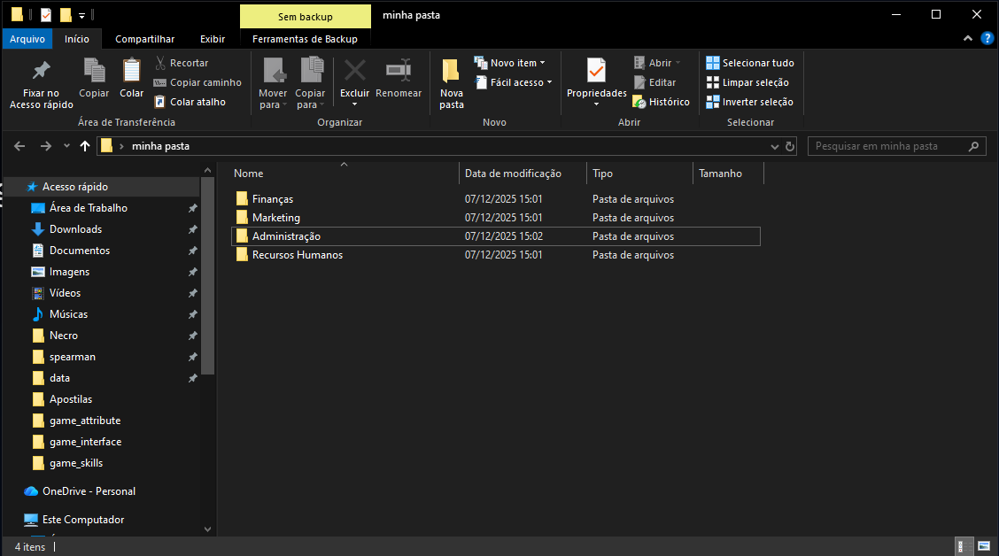 Sem backup
minha pasta
Arquivo Início Compartilhar Exibir Ferramentas de Backup
Fixar no Acesso rápido
Copiar
Colar
Recortar
Copiar caminho
Colar atalho
Área de Transferência
Mover para
Copiar para
Excluir
Renomear
Organizar
Nova pasta
Novo item
Fácil acesso
Novo
Propriedades
Abrir
Editar
Histórico
Abrir
Selecionar tudo
Limpar seleção
Inverter seleção
Selecionar
minha pasta
Pesquisar em minha pasta
Acesso rápido
Área de Trabalho
Downloads
Documentos
Imagens
Vídeos
Músicas
Necro
spearman
data
Apostilas
game_attribute
game_interface
game_skills
OneDrive - Personal
Este Computador
Nome Data de modificação Tipo Tamanho
Finanças 07/12/2025 15:01 Pasta de arquivos
Marketing 07/12/2025 15:01 Pasta de arquivos
Administração 07/12/2025 15:02 Pasta de arquivos
Recursos Humanos 07/12/2025 15:01 Pasta de arquivos
4 itens